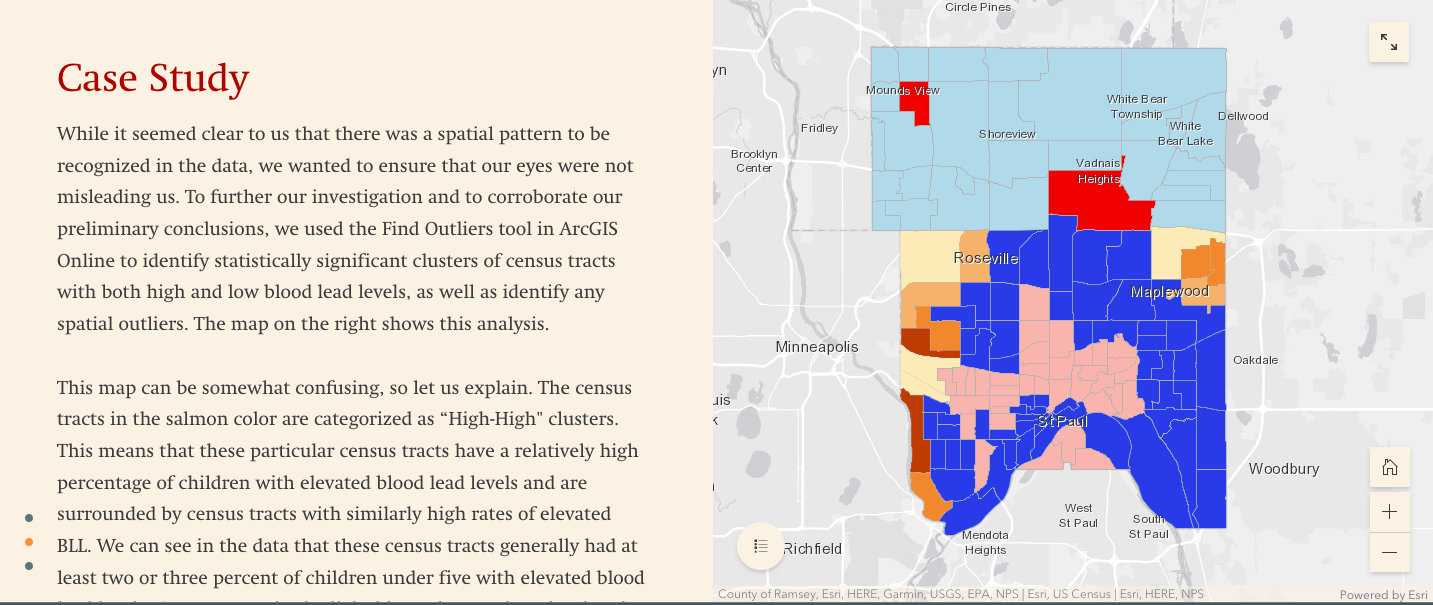 Case Study
While it seemed clear to us that there was a spatial pattern to be
recognized in the data, we wanted to ensure that our eyes were not
misleading us. To further our investigation and to corroborate our
preliminary conclusions, we used the Find Outliers tool in ArcGIS
Online to identify statistically significant clusters of census tracts
with both high and low blood lead levels, as well as identify any
spatial outliers. The map on the right shows this analysis.
This map can be somewhat confusing, so let us explain. The census
tracts in the salmon color are categorized as “High-High" clusters.
This means that these particular census tracts have a relatively high
percentage of children with elevated blood lead levels and are
surrounded by census tracts with similarly high rates of elevated
BLL. We can see in the data that these census tracts generally had at
least two or three percent of children under five with elevated blood
Circle Pines
yn
Mounds View
White Bear
Township
Dellwood
Fridley
Shoreview
White
Bear Lake
Brooklyn
Center
Vadnais
Heights
Roseville
Maplewood
Minneapolis
Oakdale
uis
k
St Paul
Woodbury
West
St Paul
South
St Paul
Mendota
Heights
Richfield
County of Ramsey, Esri, HERE, Garmin, USGS, EPA, NPS | Esri, US Census | Esri, HERE, NPS
Powered by Esri